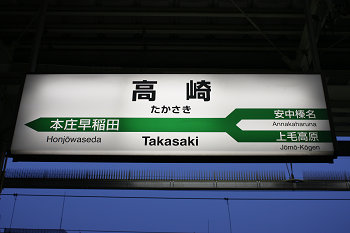 高崎
たかさき
Takasaki
本庄早稲田
Honjōwaseda
安中榛名
Annakaharuna
上毛高原
Jōmō-Kōgen